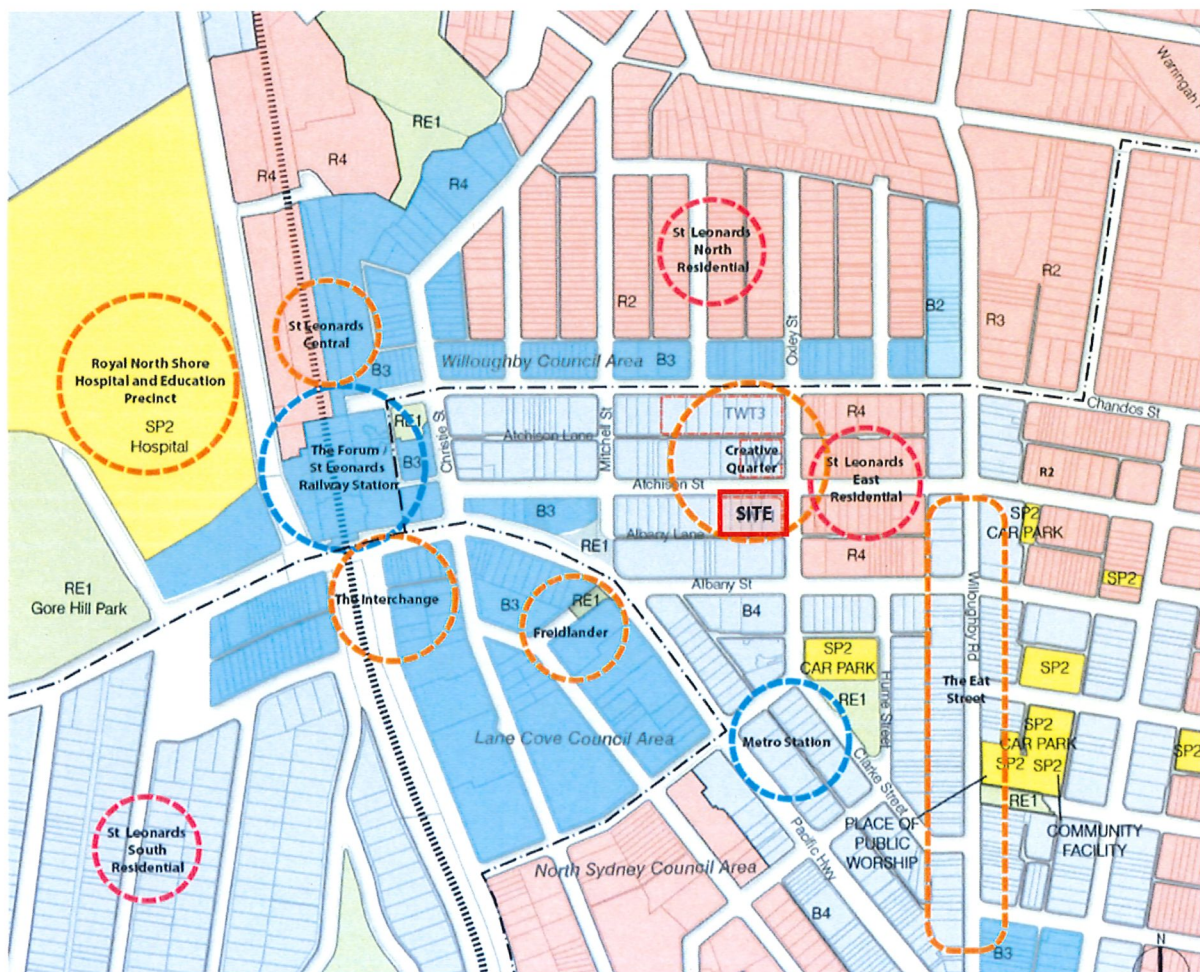 Warringah
RE1
R4
R4
R4
St Leonards
North
Residential
R2
R2
R3
B2
Oxley St
St Leonards
Central
Royal North Shore
Hospital and Education
Precinct
SP2
Hospital
Willoughby Council Area
B3
B3
Chandos St
RE1
Christie St
Atchison Lane
Mitchell St
TWT3
R4
The Forum /
St Leonards
Railway Station
B3
Creative
Quarter
St Leonards
East
Residential
R2
Atchison St
SITE
B3
Albany Lane
SP2
CAR PARK
RE1
R4
RE1
Gore Hill Park
Albany St
SP2
The Interchange
B3
RE1
Freidlander
B4
Willoughby Rd
SP2
CAR PARK
SP2
RE1
Hume Street
The Eat
Street
Lane Cove Council Area
Metro Station
SP2
CAR PARK
SP2
SP2
SP2
Clarke Street
RE1
St Leonards
South
Residential
Pacific Hwy
PLACE OF
PUBLIC
WORSHIP
COMMUNITY
FACILITY
North Sydney Council Area
B4
B3
N